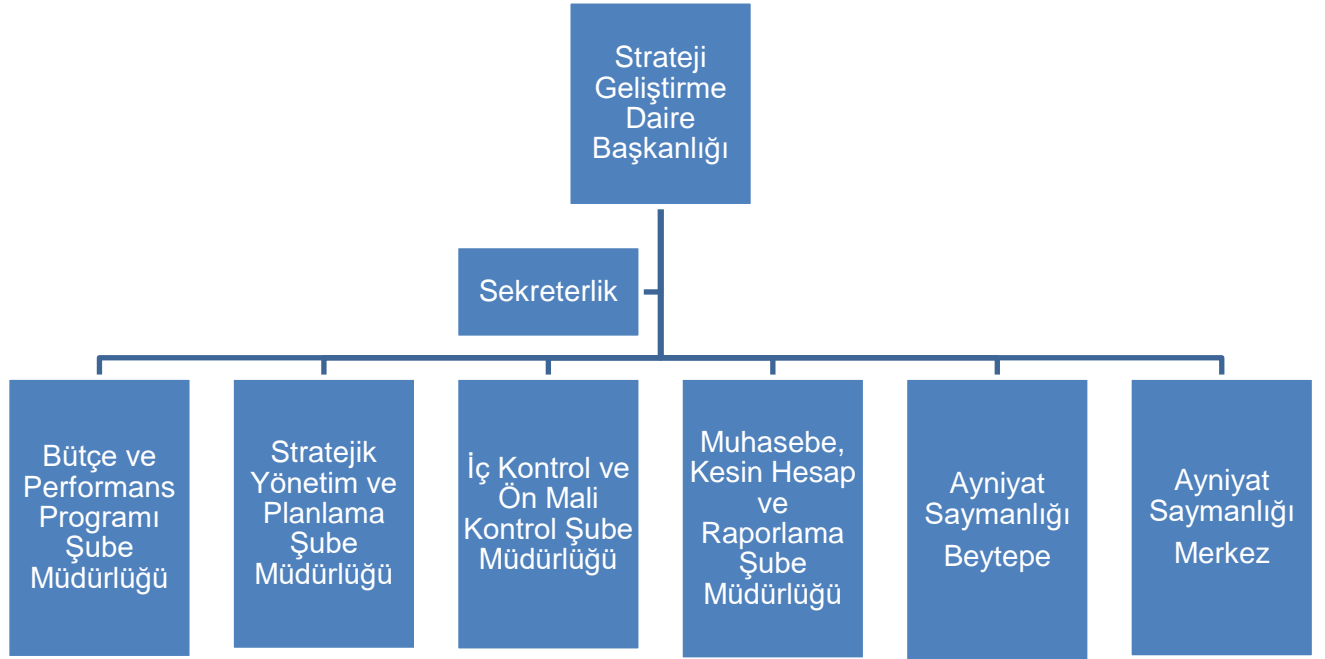 Strateji
Geliştirme
Daire
Başkanlığı
Sekreterlik
Bütçe ve
Performans
Programı
Şube
Müdürlüğü
Stratejik
Yönetim ve
Planlama
Şube
Müdürlüğü
İç Kontrol ve
Ön Mali
Kontrol Şube
Müdürlüğü
Muhasebe,
Kesin Hesap
ve
Raporlama
Şube
Müdürlüğü
Ayniyat
Saymanlığı
Beytepe
Ayniyat
Saymanlığı
Merkez